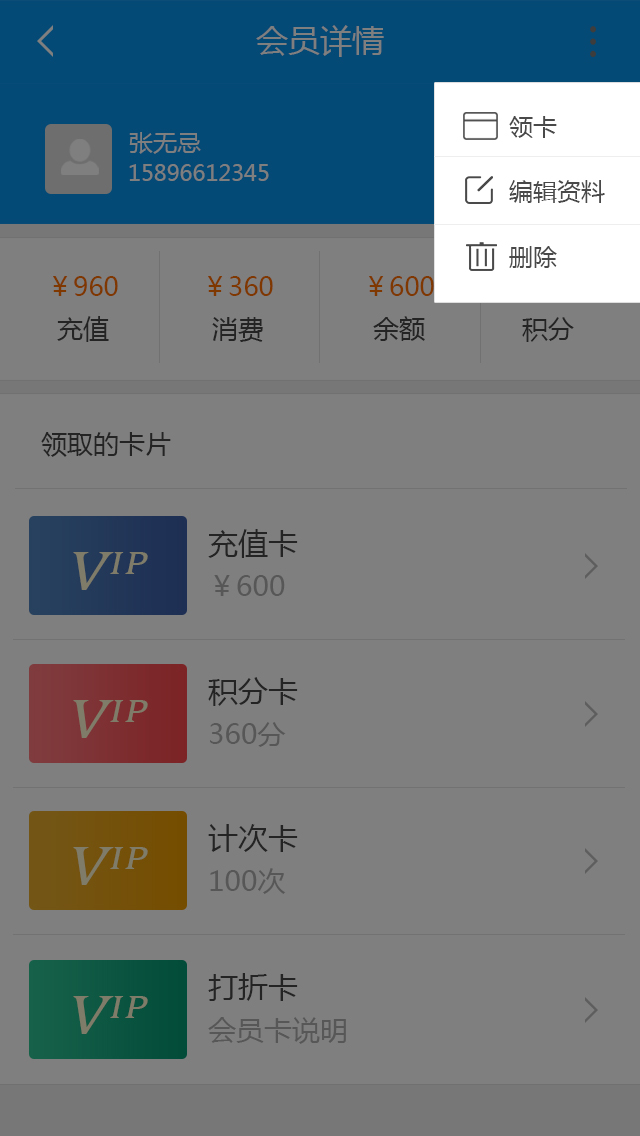 会员详情
张无忌
15896612345
领卡
编辑资料
删除
¥960
充值
¥360
消费
¥600
余额
积分
领取的卡片
VIP
充值卡
¥600
VIP
积分卡
360分
VIP
计次卡
100次
VIP
打折卡
会员卡说明